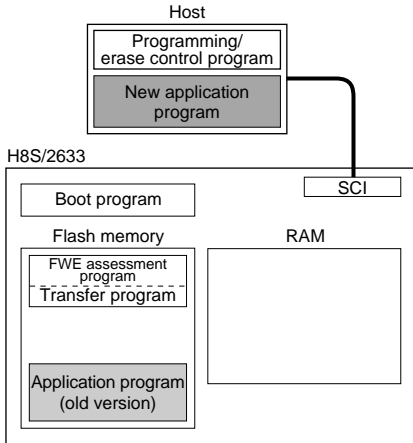 Host
Programming/
erase control program
New application
program
H8S/2633
SCI
Boot program
Flash memory
RAM
FWE assessment
program
Transfer program
Application program
(old version)